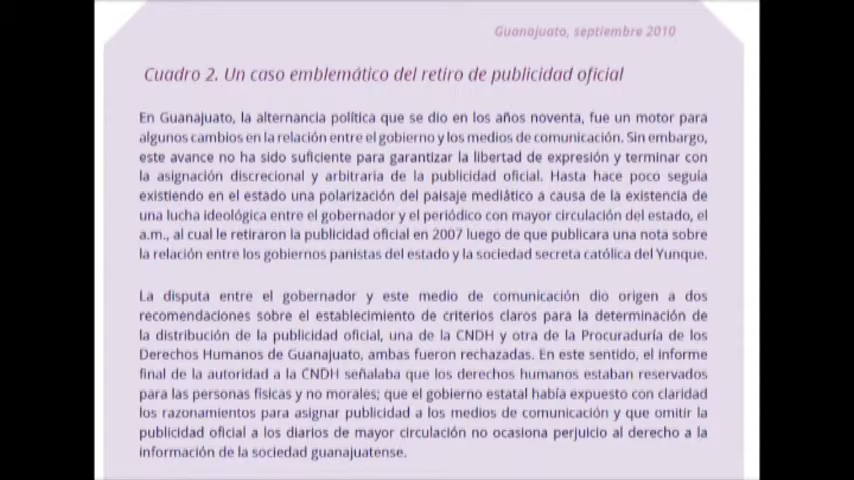 Guanajuato, septiembre 2010
Cuadro 2. Un caso emblemático del retiro de publicidad oficial
En Guanajuato, la alternancia política que se dio en los años noventa, fue un motor para
algunos cambios en la relación entre el gobierno y los medios de comunicación. Sin embargo,
este avance no ha sido suficiente para garantizar la libertad de expresión y terminar con
la asignación discrecional y arbitraria de la publicidad oficial. Hasta hace poco seguía
existiendo en el estado una polarización del paisaje mediático a causa de la existencia de
una lucha ideológica entre el gobernador y el periódico con mayor circulación del estado, el
a.m., al cual le retiraron la publicidad oficial en 2007 luego de que publicara una nota sobre
la relación entre los gobiernos panistas del estado y la sociedad secreta católica del Yunque.
La disputa entre el gobernador y este medio de comunicación dio origen a dos
recomendaciones sobre el establecimiento de criterios claros para la determinación de
la distribución de la publicidad oficial, una de la CNDH y otra de la Procuraduría de los
Derechos Humanos de Guanajuato, ambas fueron rechazadas. En este sentido, el informe
final de la autoridad a la CNDH señalaba que los derechos humanos estaban reservados
para las personas físicas y no morales; que el gobierno estatal había expuesto con claridad
los razonamientos para asignar publicidad a los medios de comunicación y que omitir la
publicidad oficial a los diarios de mayor circulación no ocasiona perjuicio al derecho a la
información de la sociedad guanajuatense.